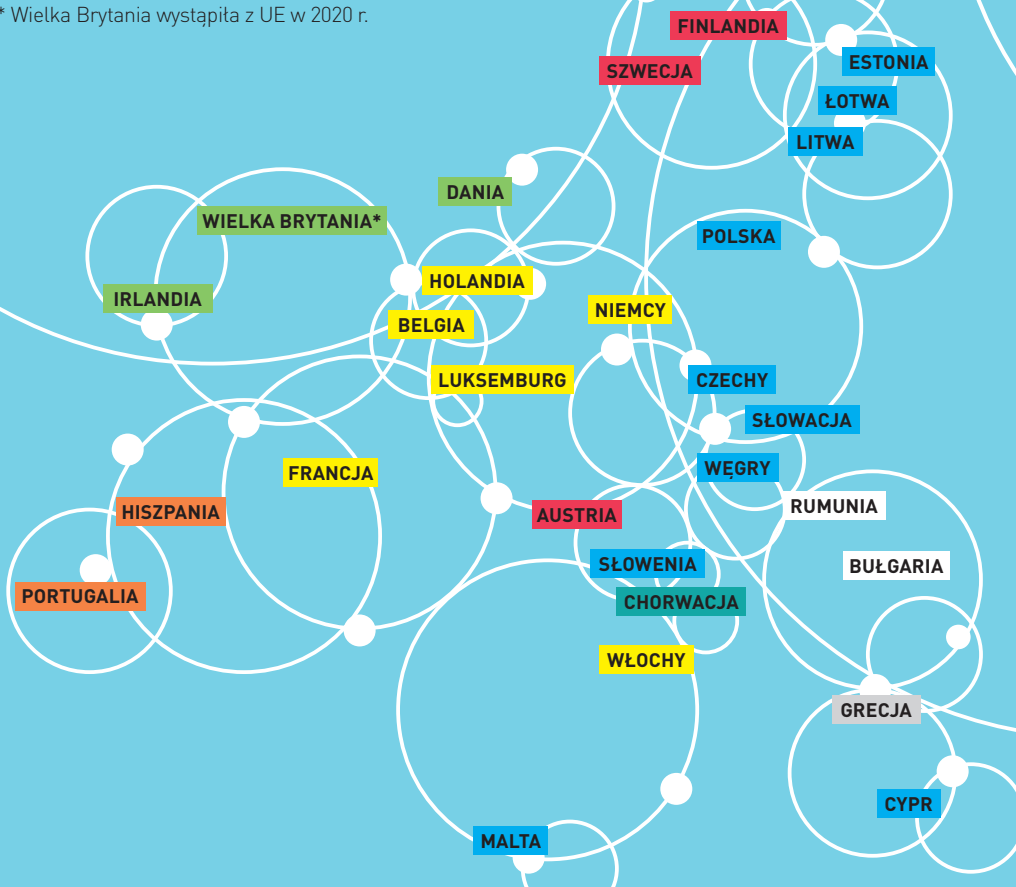 * Wielka Brytania wystąpiła z UE w 2020 r.
FINLANDIA
SZWECJA
ESTONIA
ŁOTWA
LITWA
DANIA
WIELKA BRYTANIA*
POLSKA
HOLANDIA
IRLANDIA
NIEMCY
BELGIA
LUKSEMBURG
CZECHY
SŁOWACJA
FRANCJA
WĘGRY
HISZPANIA
AUSTRIA
RUMUNIA
SŁOWENIA
BUŁGARIA
PORTUGALIA
CHORWACJA
WŁOCHY
GRECJA
CYPR
MALTA